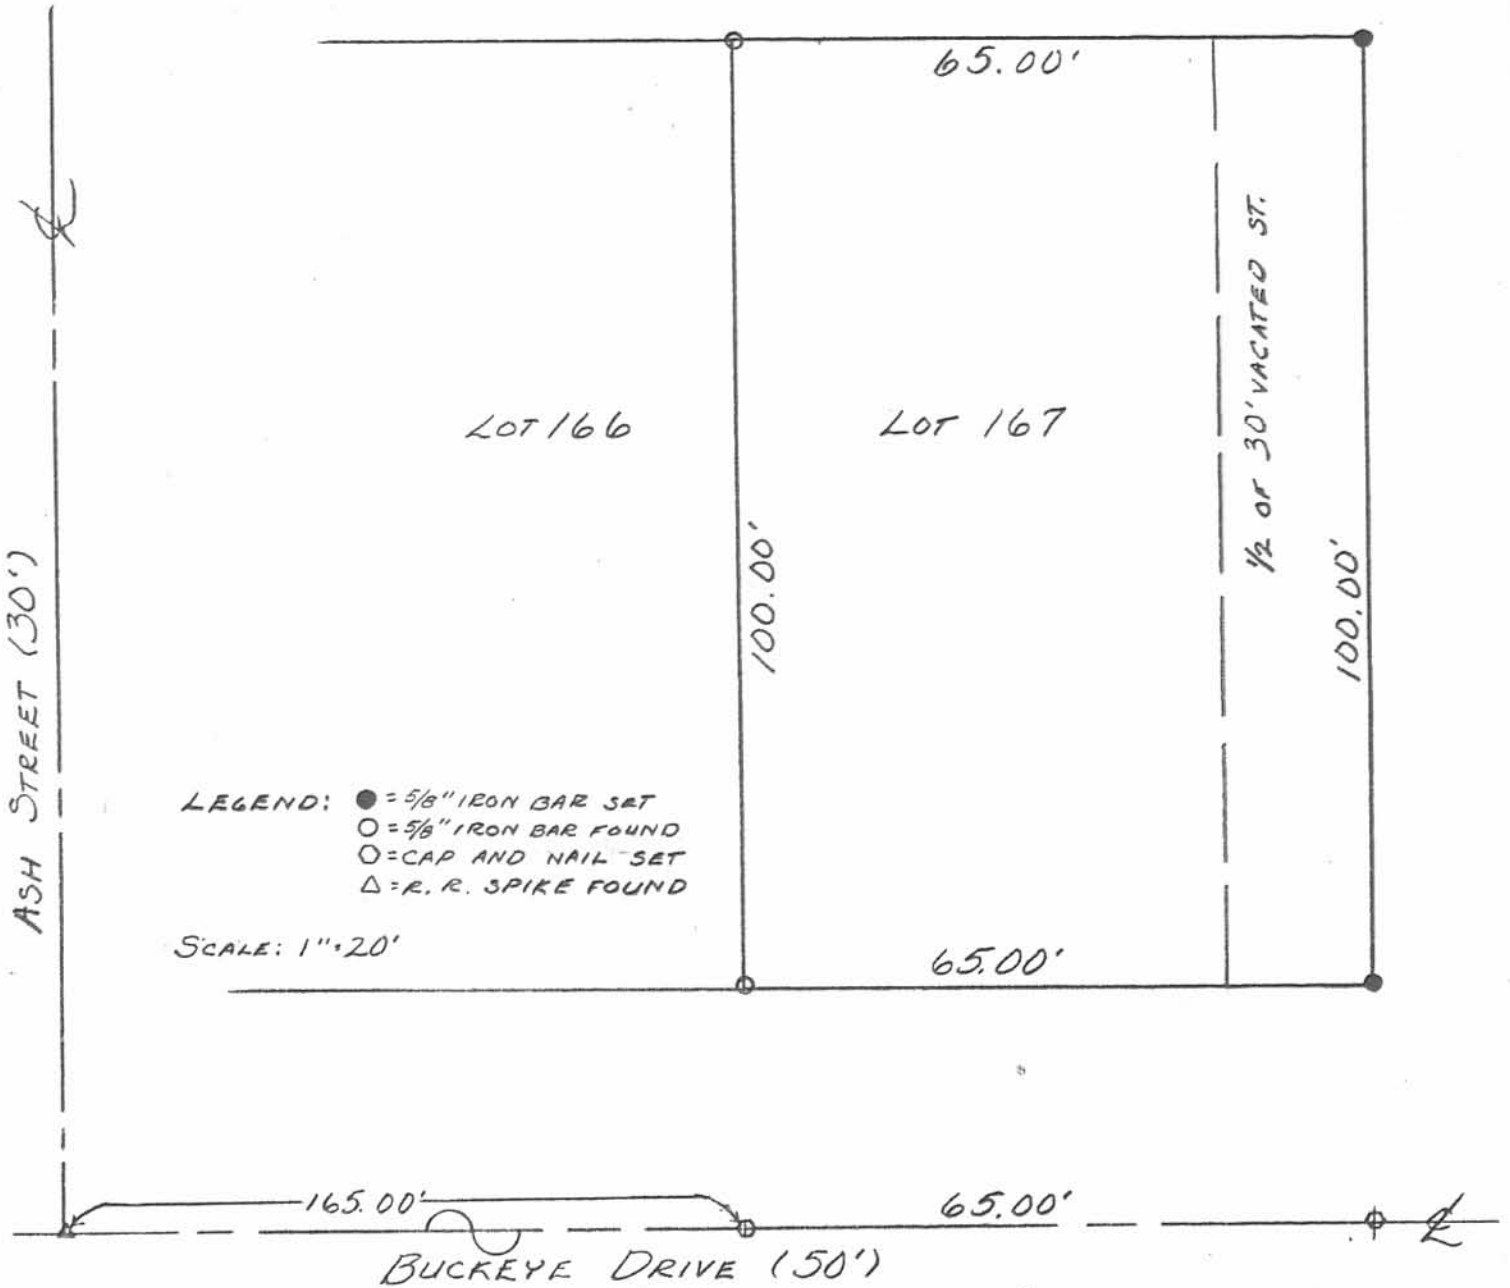 65.00'
½ OF 30' VACATED ST.
LOT 166
LOT 167
100.00'
100.00'
ASH STREET (30')
LEGEND: ● = 5/8" IRON BAR SET
○ = 5/8" IRON BAR FOUND
⬡ = CAP AND NAIL SET
△ = R. R. SPIKE FOUND
SCALE: 1" = 20'
65.00'
165.00'
65.00'
BUCKEYE DRIVE (50')